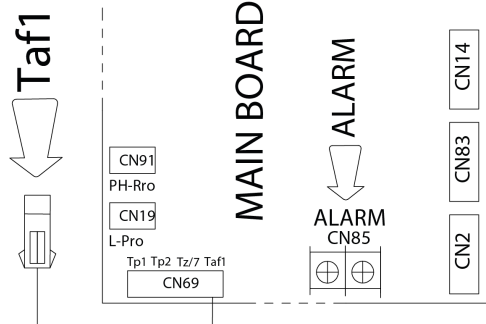 Taf1
MAIN BOARD
ALARM
CN14
CN83
CN2
CN91
PH-Rro
CN19
L-Pro
Tp1 Tp2 Tz/7 Taf1
CN69
ALARM
CN85